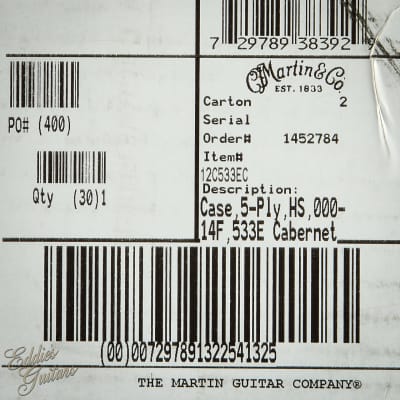 7 29789 38392 9
Martin & Co.
EST. 1833
Carton 2
Serial
Order# 1452784
Item#
12C533EC
Description:
Case,5-Ply,HS,000-
14F,533E Cabernet
PO# (400)
Qty (30)1
(00)007297891322541325
THE MARTIN GUITAR COMPANY®
Eddie's
Guitars